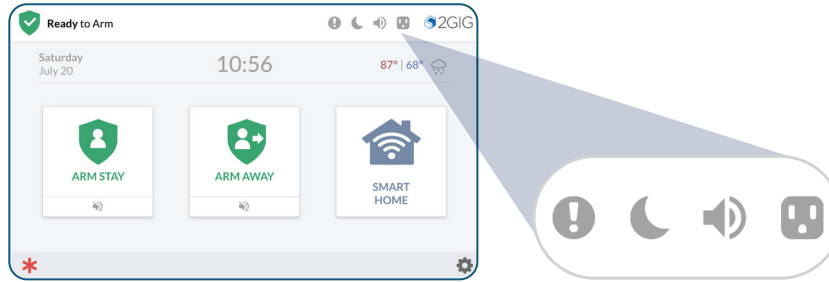 Ready to Arm
2GIG
Saturday
July 20
10:56
87° | 68°
ARM STAY
ARM AWAY
SMART
HOME